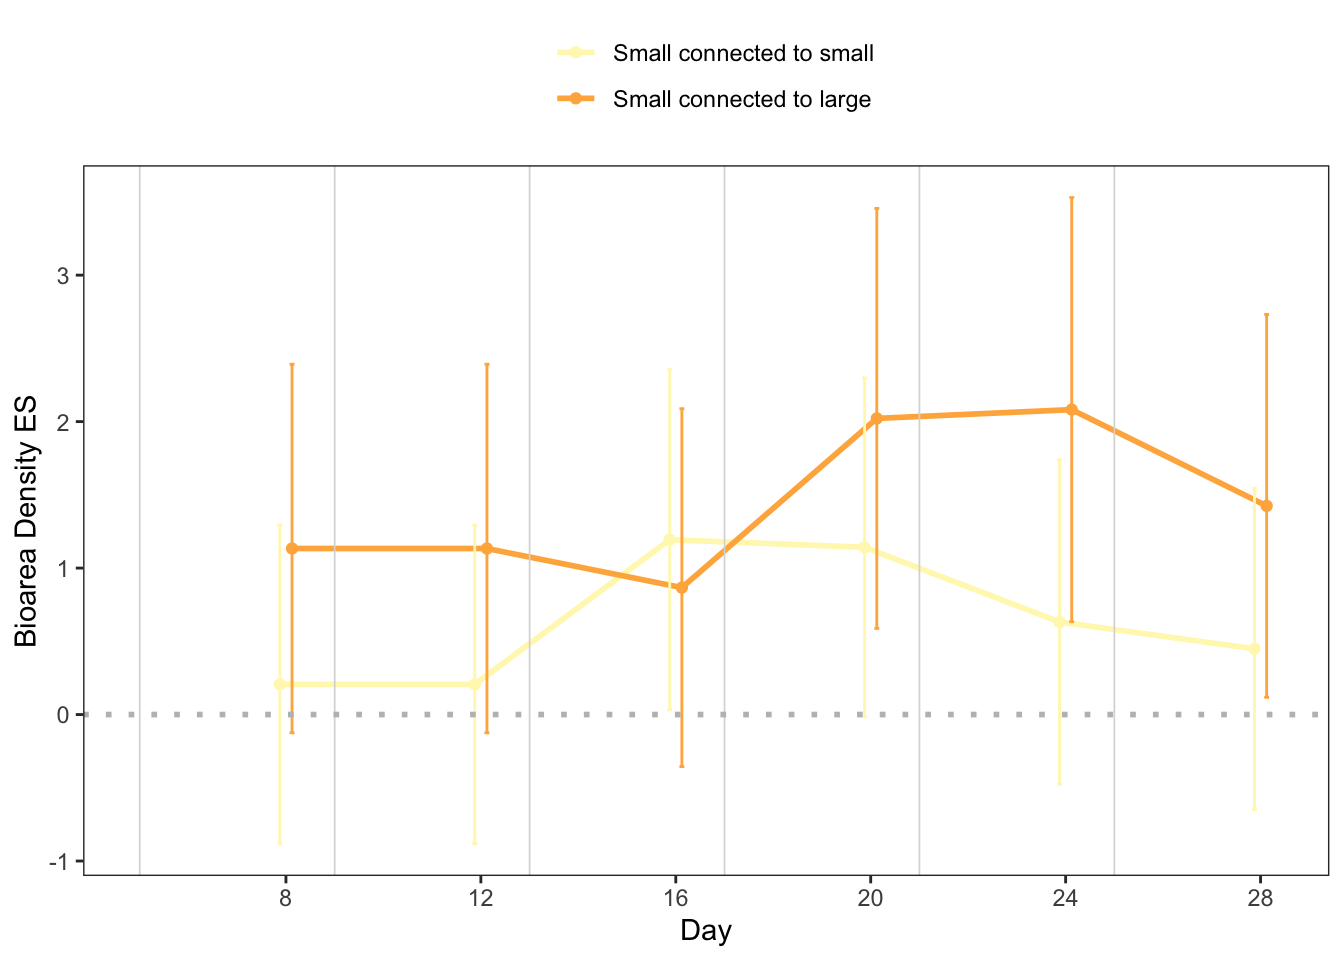 Small connected to small
Small connected to large
Bioarea Density ES
3
2
1
0
-1
8 12 16 20 24 28
Day